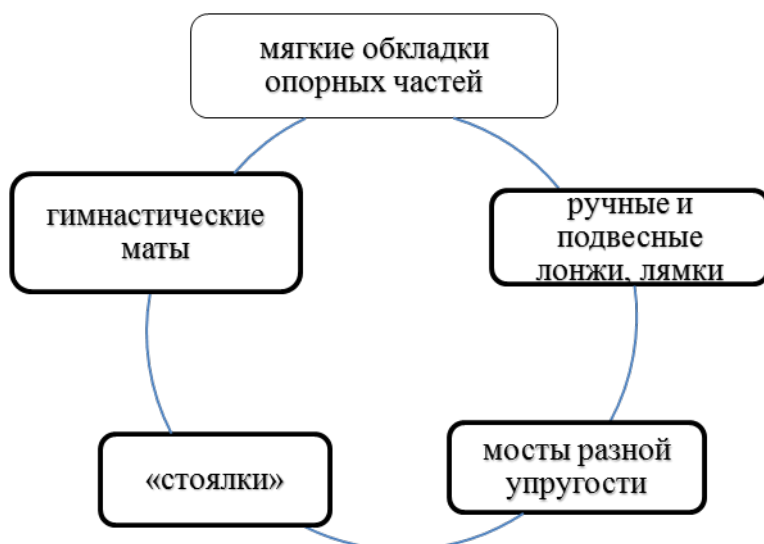 мягкие обкладки
опорных частей
гимнастические
маты
ручные и
подвесные
лонжи, лямки
«стоялки»
мосты разной
упругости